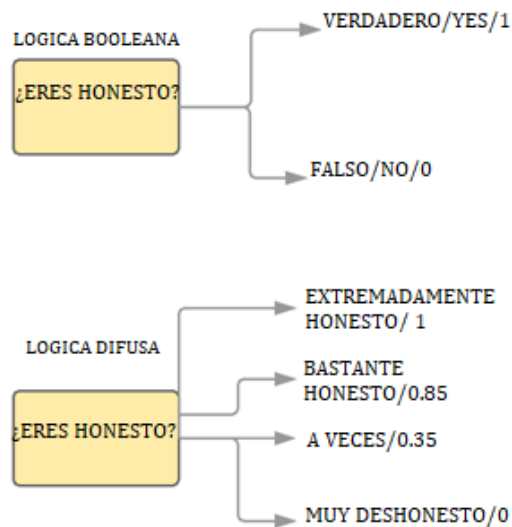 LOGICA BOOLEANA
¿ERES HONESTO?
VERDADERO/YES/1
FALSO/NO/0
LOGICA DIFUSA
¿ERES HONESTO?
EXTREMADAMENTE
HONESTO/ 1
BASTANTE
HONESTO/0.85
A VECES/0.35
MUY DESHONESTO/0